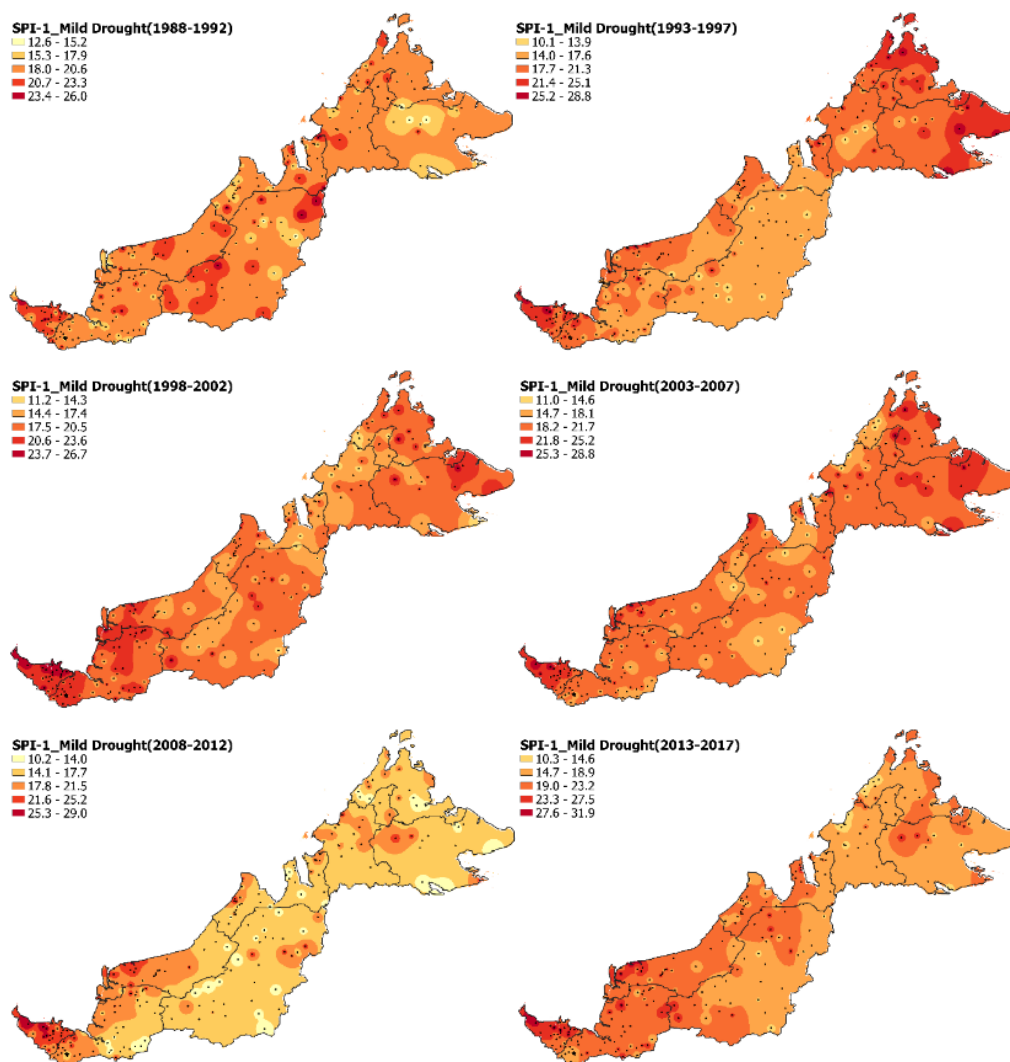 SPI-1_Mild Drought(1988-1992)
12.6 - 15.2
15.3 - 17.9
18.0 - 20.6
20.7 - 23.3
23.4 - 26.0
SPI-1_Mild Drought(1993-1997)
10.1 - 13.9
14.0 - 17.6
17.7 - 21.3
21.4 - 25.1
25.2 - 28.8
SPI-1_Mild Drought(1998-2002)
11.2 - 14.3
14.4 - 17.4
17.5 - 20.5
20.6 - 23.6
23.7 - 26.7
SPI-1_Mild Drought(2003-2007)
11.0 - 14.6
14.7 - 18.1
18.2 - 21.7
21.8 - 25.2
25.3 - 28.8
SPI-1_Mild Drought(2008-2012)
10.2 - 14.0
14.1 - 17.7
17.8 - 21.5
21.6 - 25.2
25.3 - 29.0
SPI-1_Mild Drought(2013-2017)
10.3 - 14.6
14.7 - 18.9
19.0 - 23.2
23.3 - 27.5
27.6 - 31.9